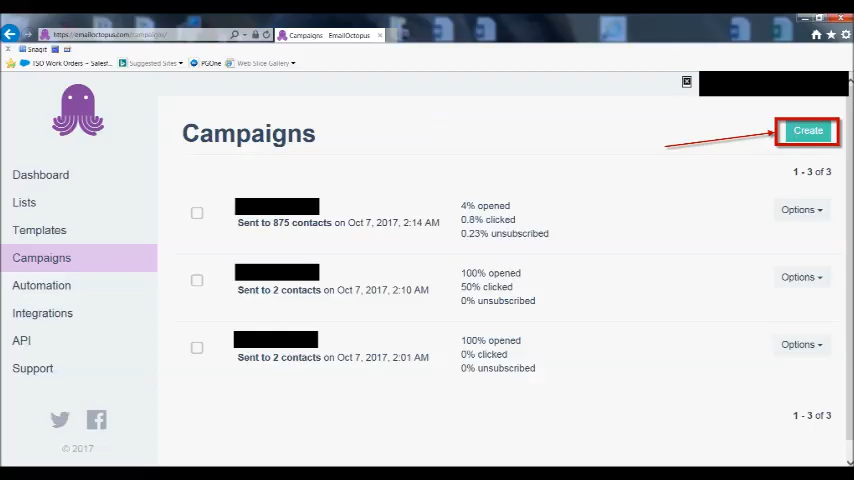 https://emailoctopus.com/campaigns/
Campaigns EmailOctopus
Snagit
TSD Work Orders ~ Salesf...
Suggested Sites
PGOne
Web Slice Gallery
Campaigns
Create
1 - 3 of 3
Dashboard
Lists
Templates
Campaigns
Automation
Integrations
API
Support
© 2017
Sent to 875 contacts on Oct 7, 2017, 2:14 AM
4% opened
0.8% clicked
0.23% unsubscribed
Options
Sent to 2 contacts on Oct 7, 2017, 2:10 AM
100% opened
50% clicked
0% unsubscribed
Options
Sent to 2 contacts on Oct 7, 2017, 2:01 AM
100% opened
0% clicked
0% unsubscribed
Options
1 - 3 of 3